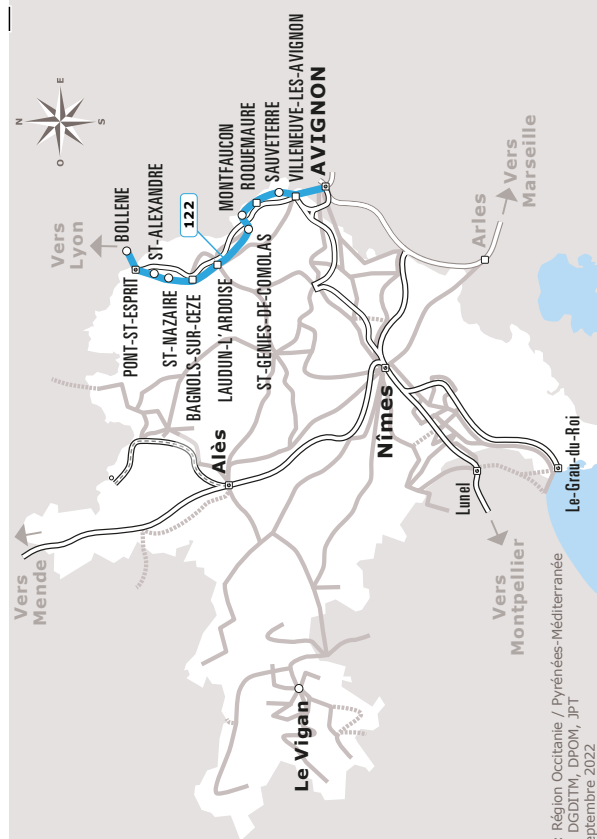 N
E
S
O
Vers
Lyon
BOLLENE
ST-ALEXANDRE
PONT-ST-ESPRIT
ST-NAZAIRE
BAGNOLS-SUR-CEZE
122
LAUDUN-L'ARDOISE
ST-GENIES-DE-COMOLAS
MONTFAUCON
ROQUEMAURE
SAUVETERRE
VILLENEUVE-LES-AVIGNON
AVIGNON
Vers
Marseille
Arles
Vers
Mende
Alès
Nîmes
Lunel
Le-Grau-du-Roi
Vers
Montpellier
Le Vigan
: Région Occitanie / Pyrénées-Méditerranée
DGDITM, DPOM, JPT
eptembre 2022